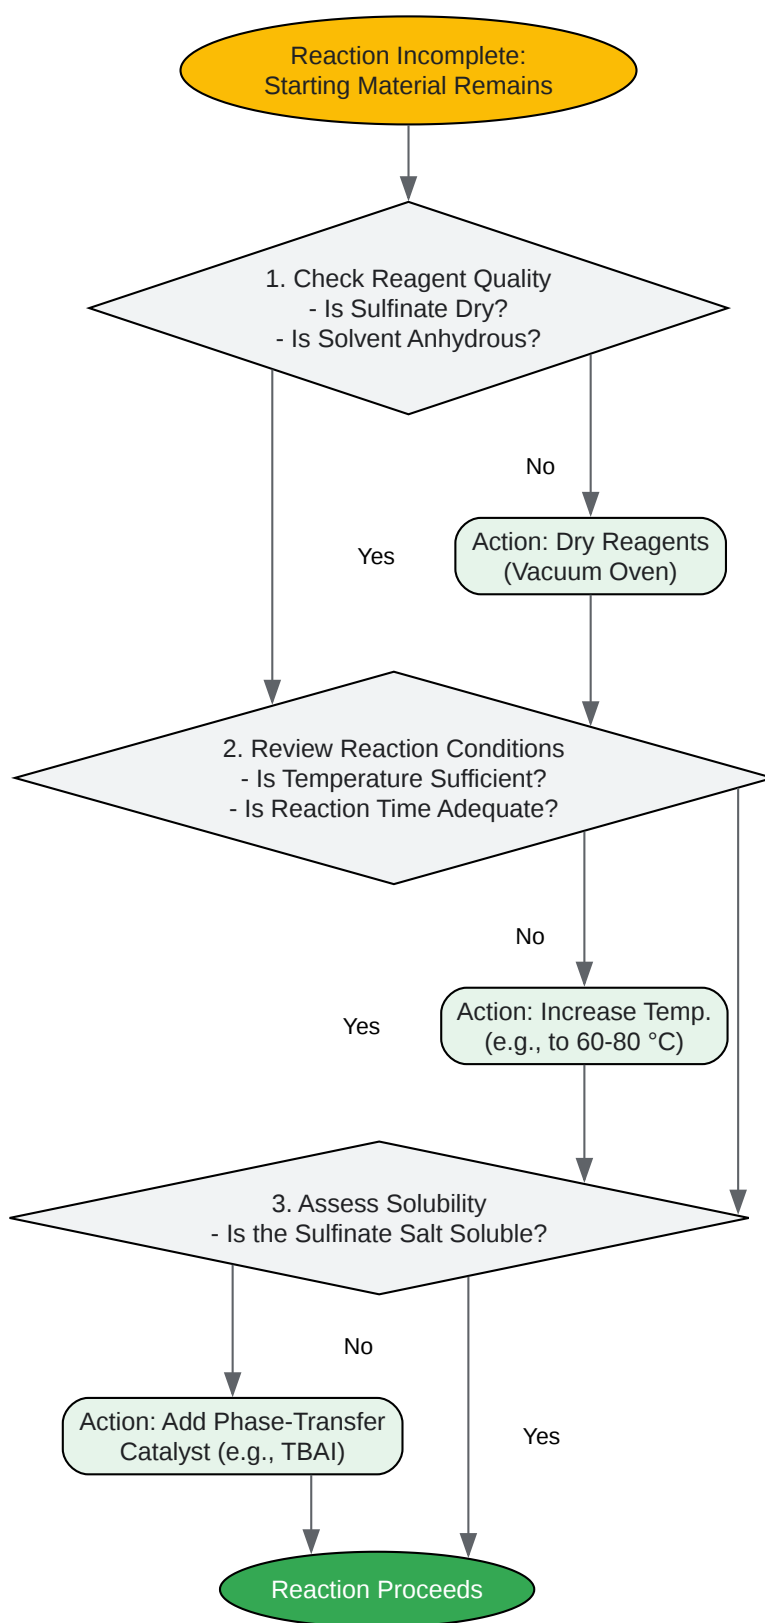 Reaction Incomplete:
Starting Material Remains
1. Check Reagent Quality
- Is Sulfinate Dry?
- Is Solvent Anhydrous?
No
Action: Dry Reagents
(Vacuum Oven)
Yes
2. Review Reaction Conditions
- Is Temperature Sufficient?
- Is Reaction Time Adequate?
No
Action: Increase Temp.
(e.g., to 60-80 °C)
Yes
3. Assess Solubility
- Is the Sulfinate Salt Soluble?
No
Action: Add Phase-Transfer
Catalyst (e.g., TBAI)
Yes
Reaction Proceeds